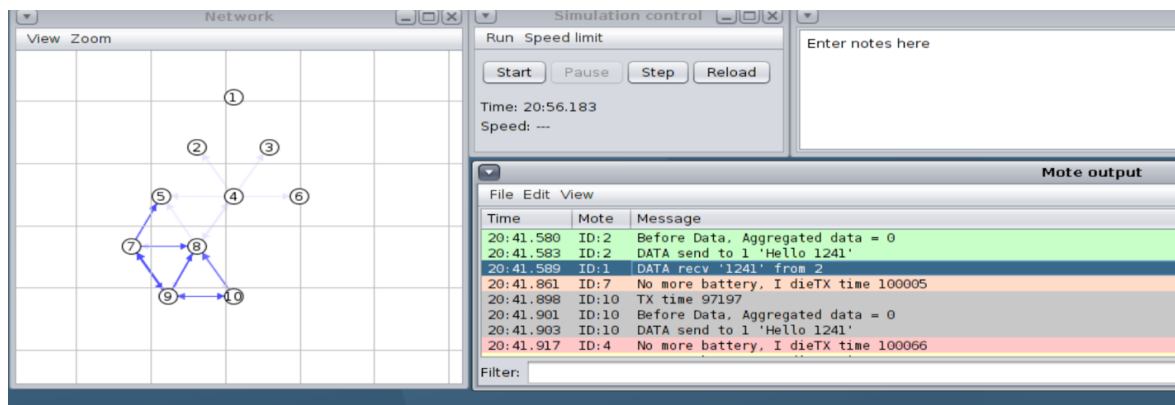 Network
View Zoom
1
2 3
5 4 6
7 8
9 10
Simulation control
Run Speed limit
Start Pause Step Reload
Time: 20:56.183
Speed: ---
Enter notes here
Mote output
File Edit View
Time Mote Message
20:41.580 ID:2 Before Data, Aggregated data = 0
20:41.583 ID:2 DATA send to 1 'Hello 1241'
20:41.589 ID:1 DATA recv '1241' from 2
20:41.861 ID:7 No more battery, I dieTX time 100005
20:41.898 ID:10 TX time 97197
20:41.901 ID:10 Before Data, Aggregated data = 0
20:41.903 ID:10 DATA send to 1 'Hello 1241'
20:41.917 ID:4 No more battery, I dieTX time 100066
Filter: